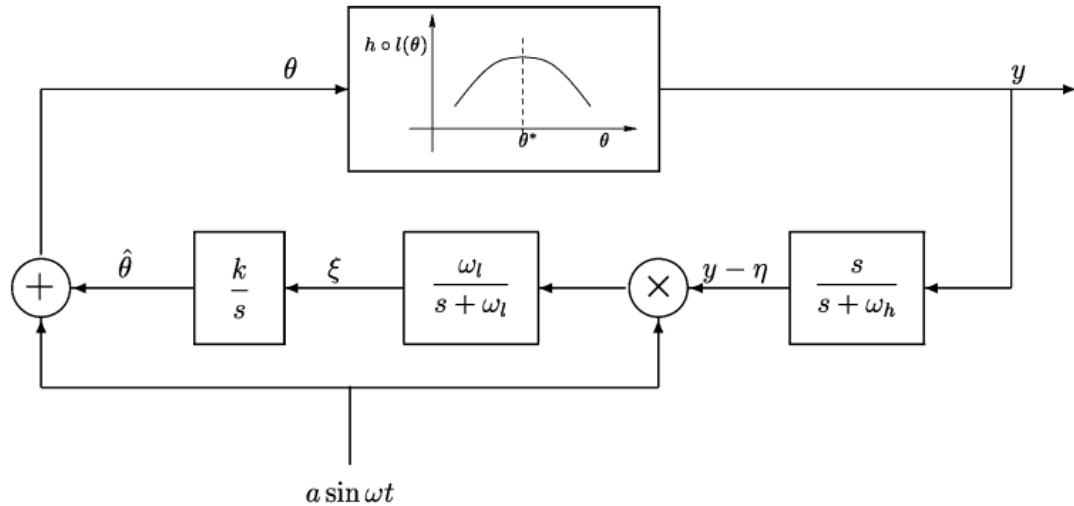 h ∘ l(θ)
θ*
θ
θ
y
+
θ̂
k
s
ξ
ω_l
s + ω_l
×
y − η
s
s + ω_h
a sin ωt